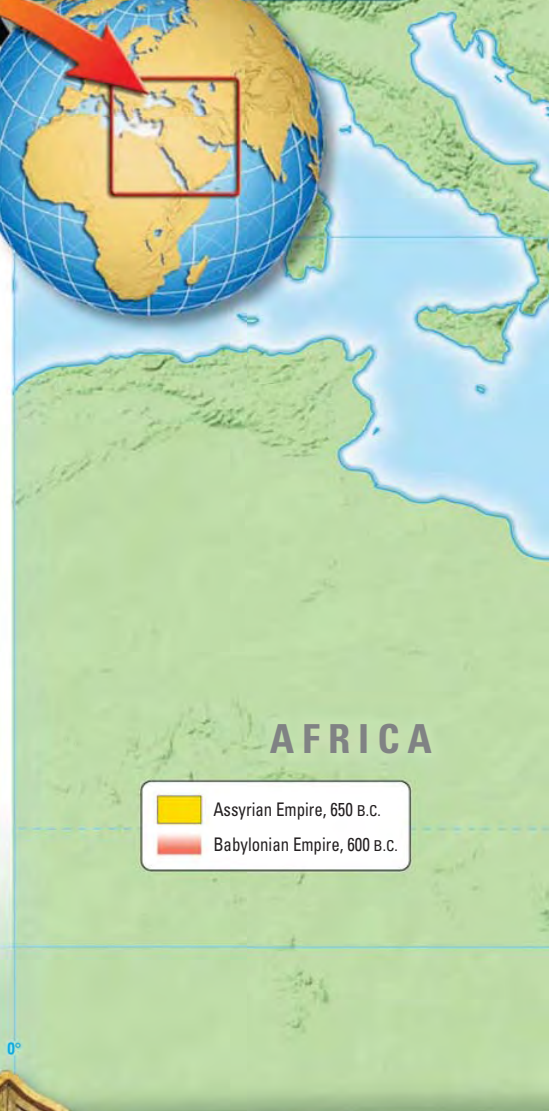 AFRICA
Assyrian Empire, 650 B.C.
Babylonian Empire, 600 B.C.
0°